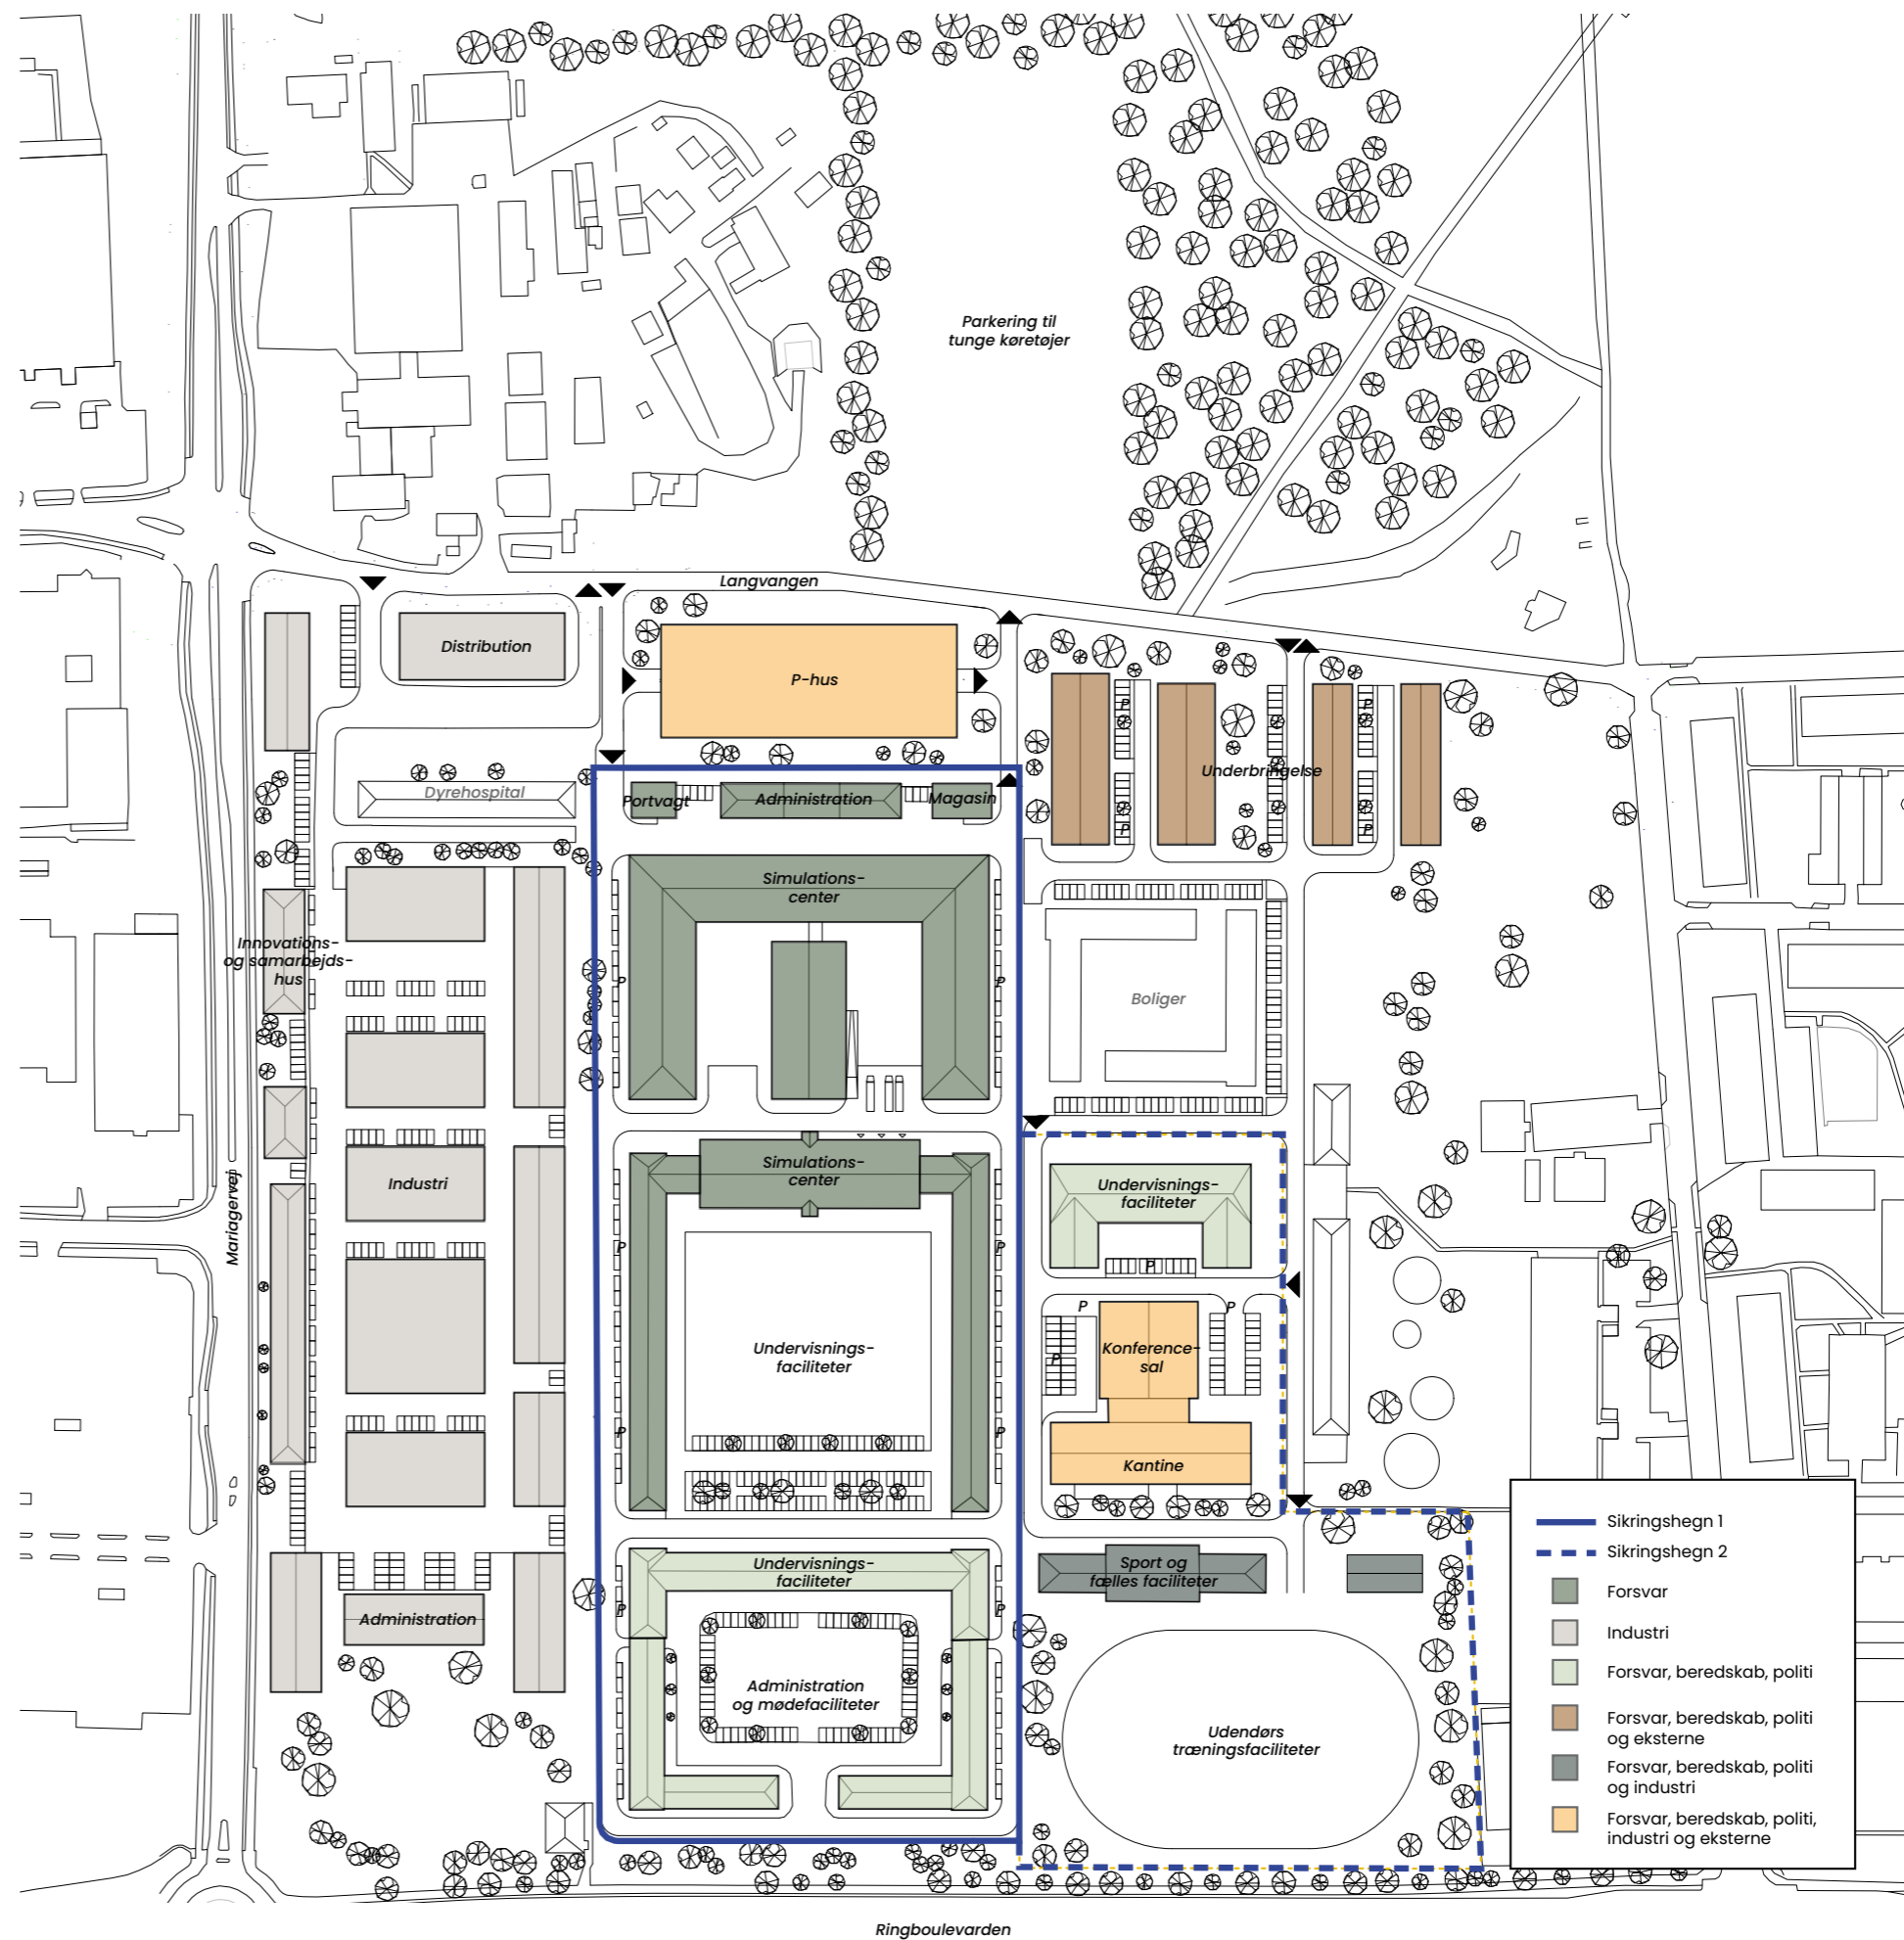 Parkering til
tunge køretøjer
Langvangen
Distribution
P-hus
P
P
Underbringelse
P
P
Dyrehospital
Portvagt
Administration
Magasin
Simulations-
center
Innovations-
og samarbejds-
hus
P
P
Boliger
Simulations-
center
Industri
Mariagervej
Undervisnings-
faciliteter
P
P
P
Undervisnings-
faciliteter
P
P
P
Konference-
sal
P
P
Kantine
Undervisnings-
faciliteter
P
P
Sport og
fælles faciliteter
Administration
Administration
og mødefaciliteter
Udendørs
træningsfaciliteter
Sikringshegn 1
Sikringshegn 2
Forsvar
Industri
Forsvar, beredskab, politi
Forsvar, beredskab, politi
og eksterne
Forsvar, beredskab, politi
og industri
Forsvar, beredskab, politi,
industri og eksterne
Ringboulevarden